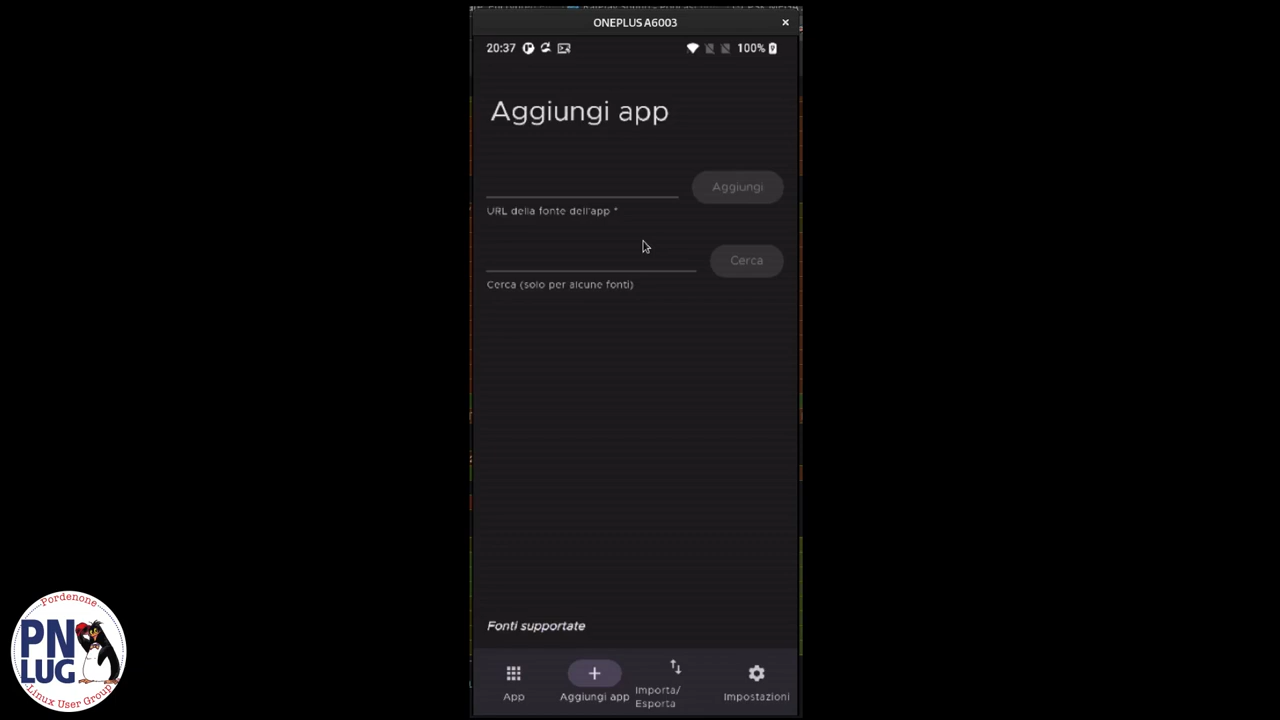 ONEPLUS A6003
20:37
100%
Aggiungi app
Aggiungi
URL della fonte dell'app *
Cerca
Cerca (solo per alcune fonti)
Fonti supportate
App
Aggiungi app
Importa/
Esporta
Impostazioni
Pordenone
PN
LUG
Linux User Group